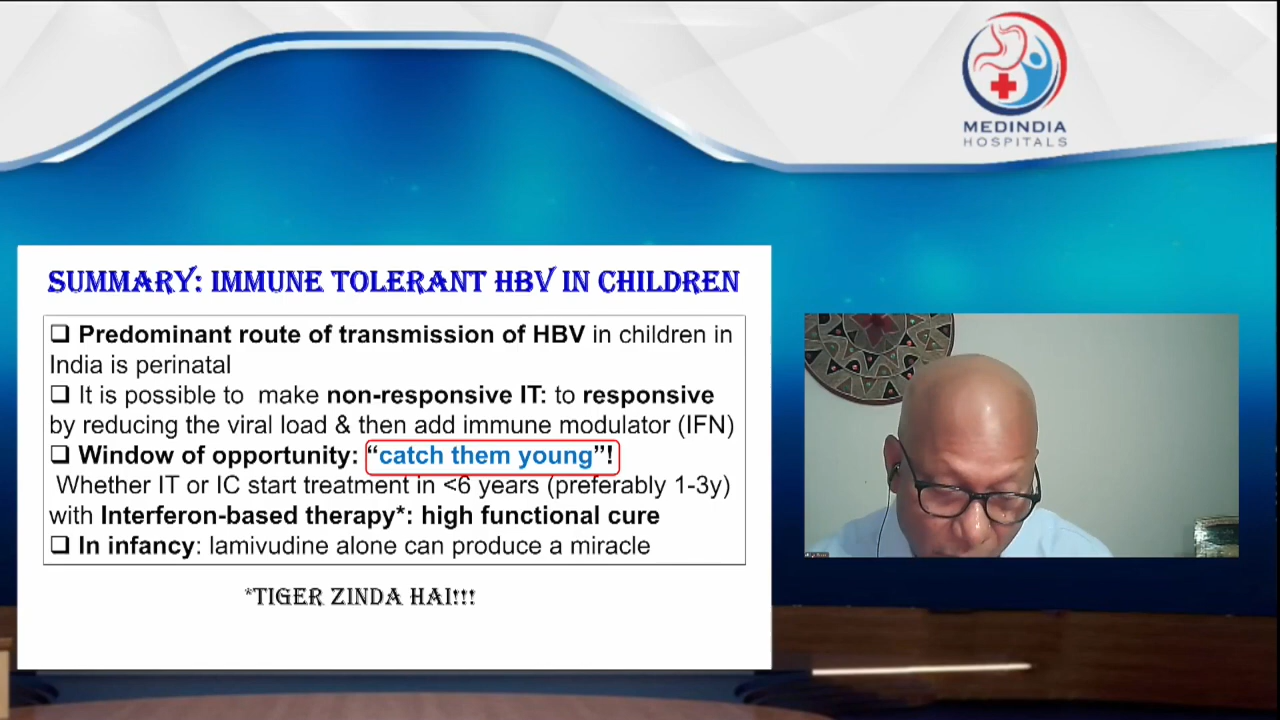 MEDINDIA
HOSPITALS
SUMMARY: IMMUNE TOLERANT HBV IN CHILDREN
❑ Predominant route of transmission of HBV in children in
India is perinatal
❑ It is possible to make non-responsive IT: to responsive
by reducing the viral load & then add immune modulator (IFN)
❑ Window of opportunity: “catch them young”!
Whether IT or IC start treatment in <6 years (preferably 1-3y)
with Interferon-based therapy*: high functional cure
❑ In infancy: lamivudine alone can produce a miracle
*TIGER ZINDA HAI!!!